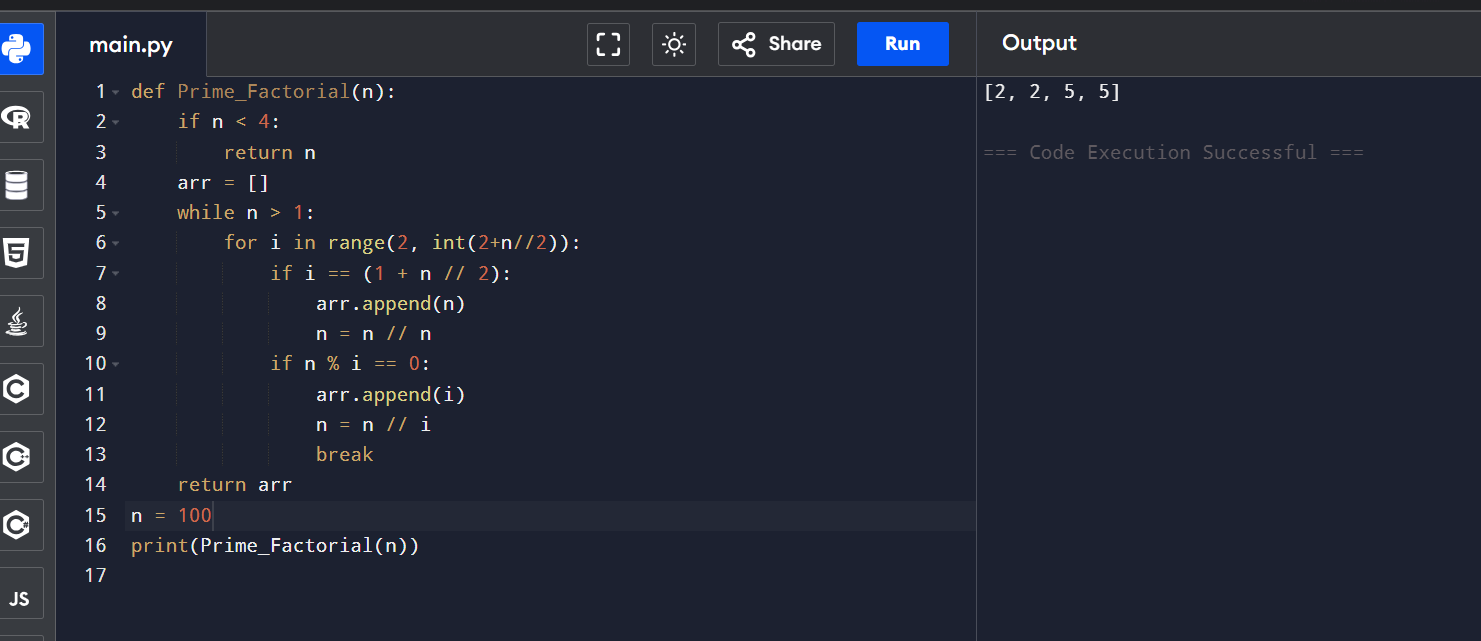 main.py
Share
Run
Output
1 def Prime_Factorial(n):
2     if n < 4:
3         return n
4     arr = []
5     while n > 1:
6         for i in range(2, int(2+n//2)):
7             if i == (1 + n // 2):
8                 arr.append(n)
9                 n = n // n
10             if n % i == 0:
11                 arr.append(i)
12                 n = n // i
13                 break
14     return arr
15 n = 100
16 print(Prime_Factorial(n))
17
[2, 2, 5, 5]
=== Code Execution Successful ===
R
5
C
C++
C#
JS